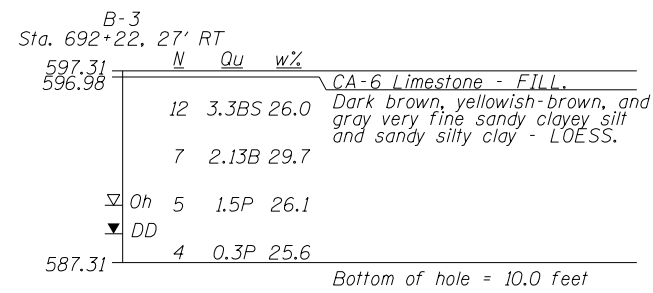 B-3
Sta. 692+22, 27' RT
N Qu w%
597.31
596.98
CA-6 Limestone - FILL.
12 3.3BS 26.0
Dark brown, yellowish-brown, and
gray very fine sandy clayey silt
and sandy silty clay - LOESS.
7 2.13B 29.7
0h 5 1.5P 26.1
DD
4 0.3P 25.6
587.31
Bottom of hole = 10.0 feet